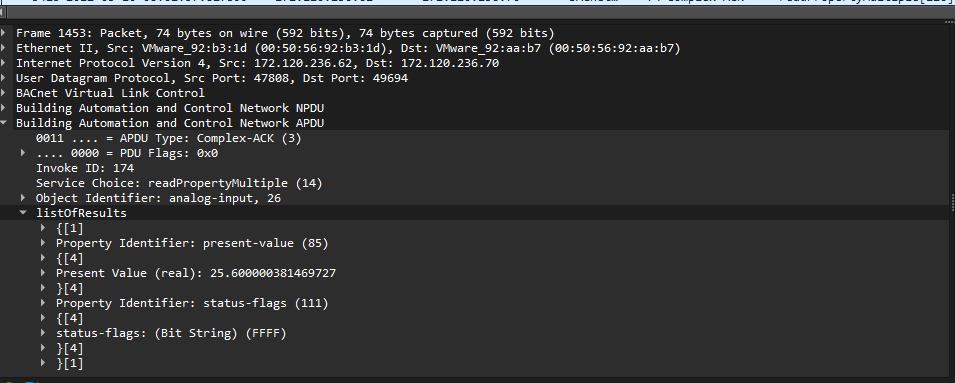 Frame 1453: Packet, 74 bytes on wire (592 bits), 74 bytes captured (592 bits)
Ethernet II, Src: VMware_92:b3:1d (00:50:56:92:b3:1d), Dst: VMware_92:aa:b7 (00:50:56:92:aa:b7)
Internet Protocol Version 4, Src: 172.120.236.62, Dst: 172.120.236.70
User Datagram Protocol, Src Port: 47808, Dst Port: 49694
BACnet Virtual Link Control
Building Automation and Control Network NPDU
Building Automation and Control Network APDU
0011 .... = APDU Type: Complex-ACK (3)
.... 0000 = PDU Flags: 0x0
Invoke ID: 174
Service Choice: readPropertyMultiple (14)
Object Identifier: analog-input, 26
listOfResults
{[1]
Property Identifier: present-value (85)
{[4]
Present Value (real): 25.600000381469727
}[4]
Property Identifier: status-flags (111)
{[4]
status-flags: (Bit String) (FFFF)
}[4]
}[1]